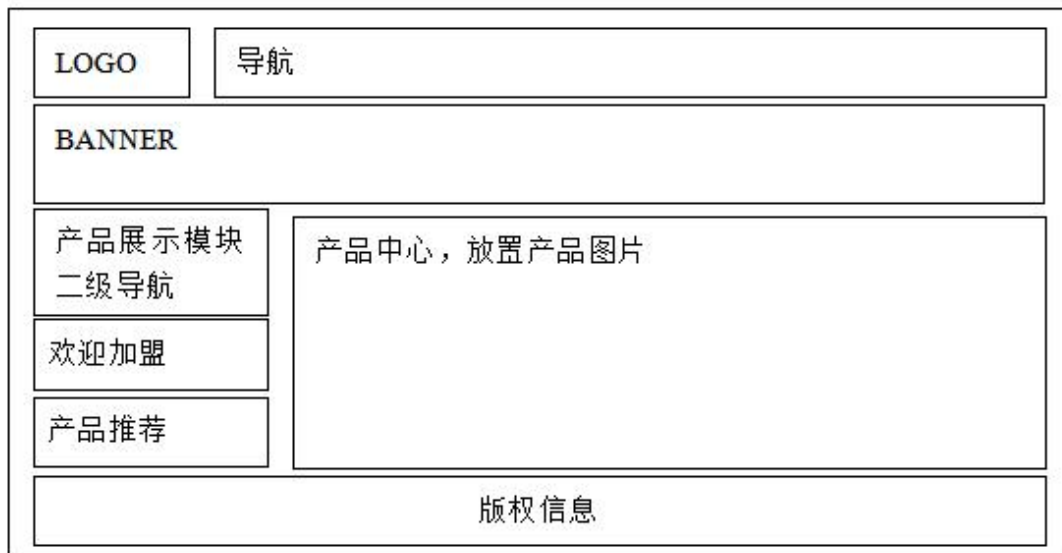 LOGO
导航
BANNER
产品展示模块
二级导航
产品中心，放置产品图片
欢迎加盟
产品推荐
版权信息